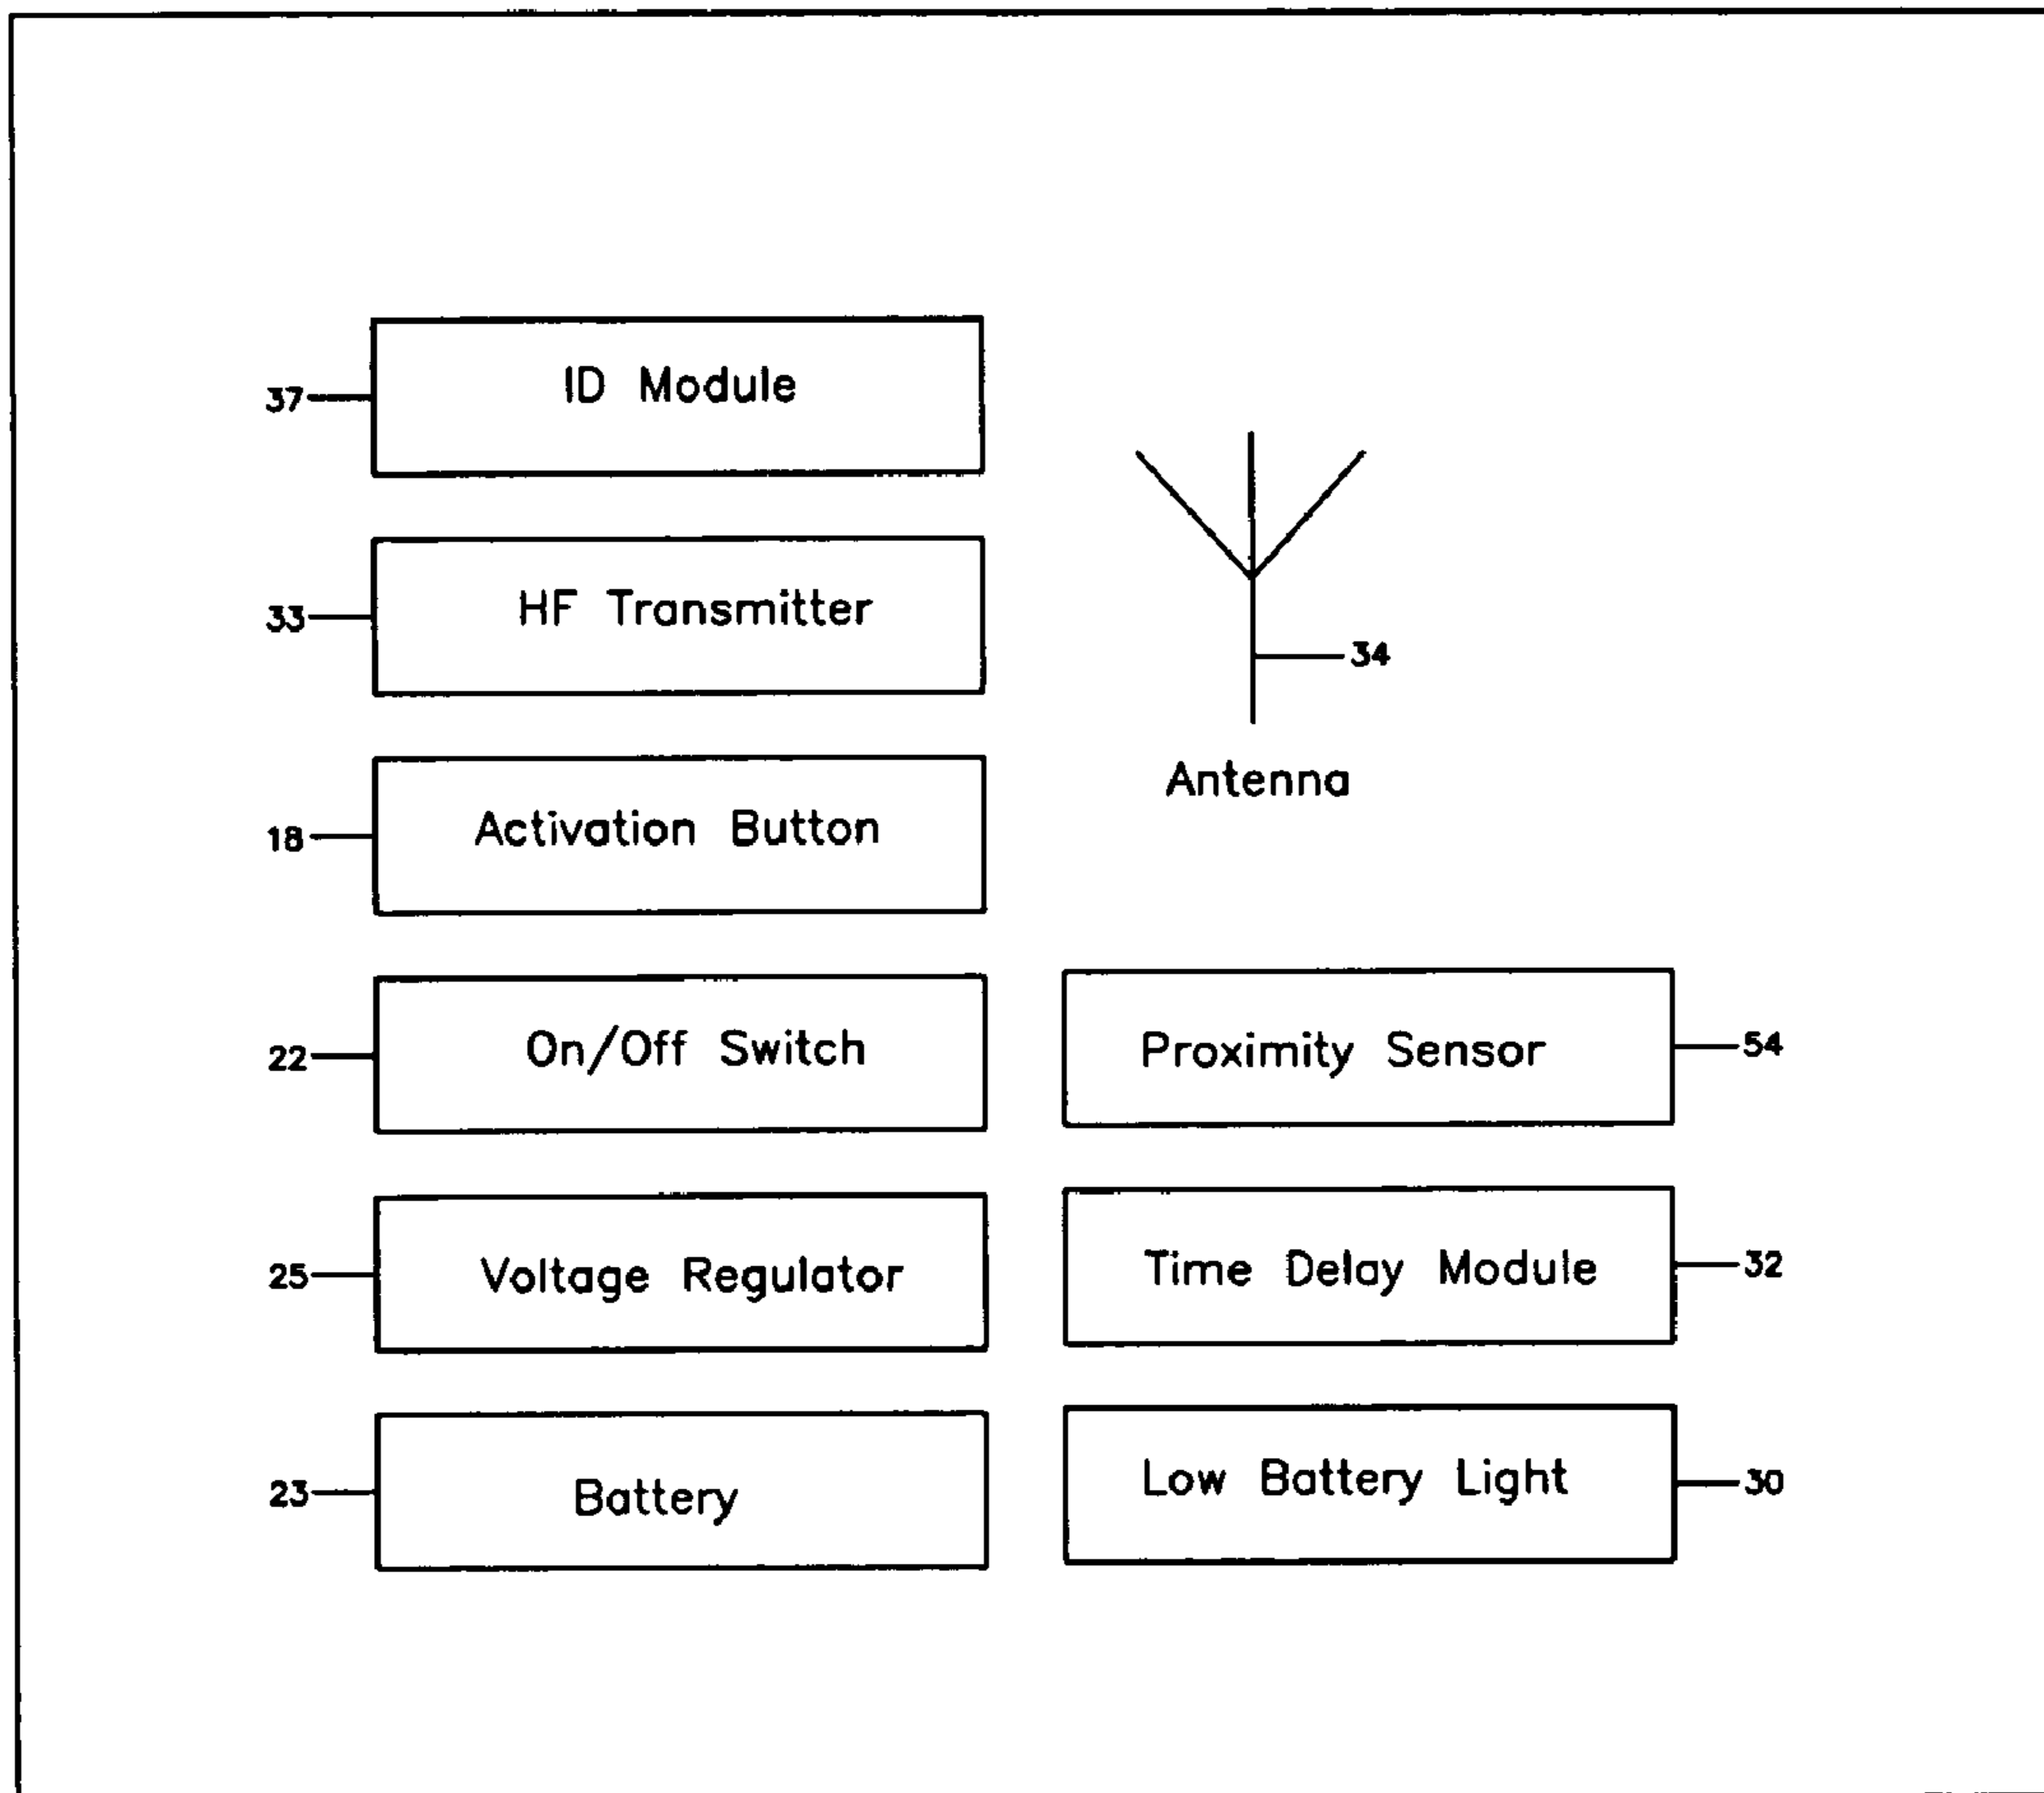 37 ID Module
33 HF Transmitter
34
Antenna
18 Activation Button
22 On/Off Switch
Proximity Sensor 54
25 Voltage Regulator
Time Delay Module 32
23 Battery
Low Battery Light 30